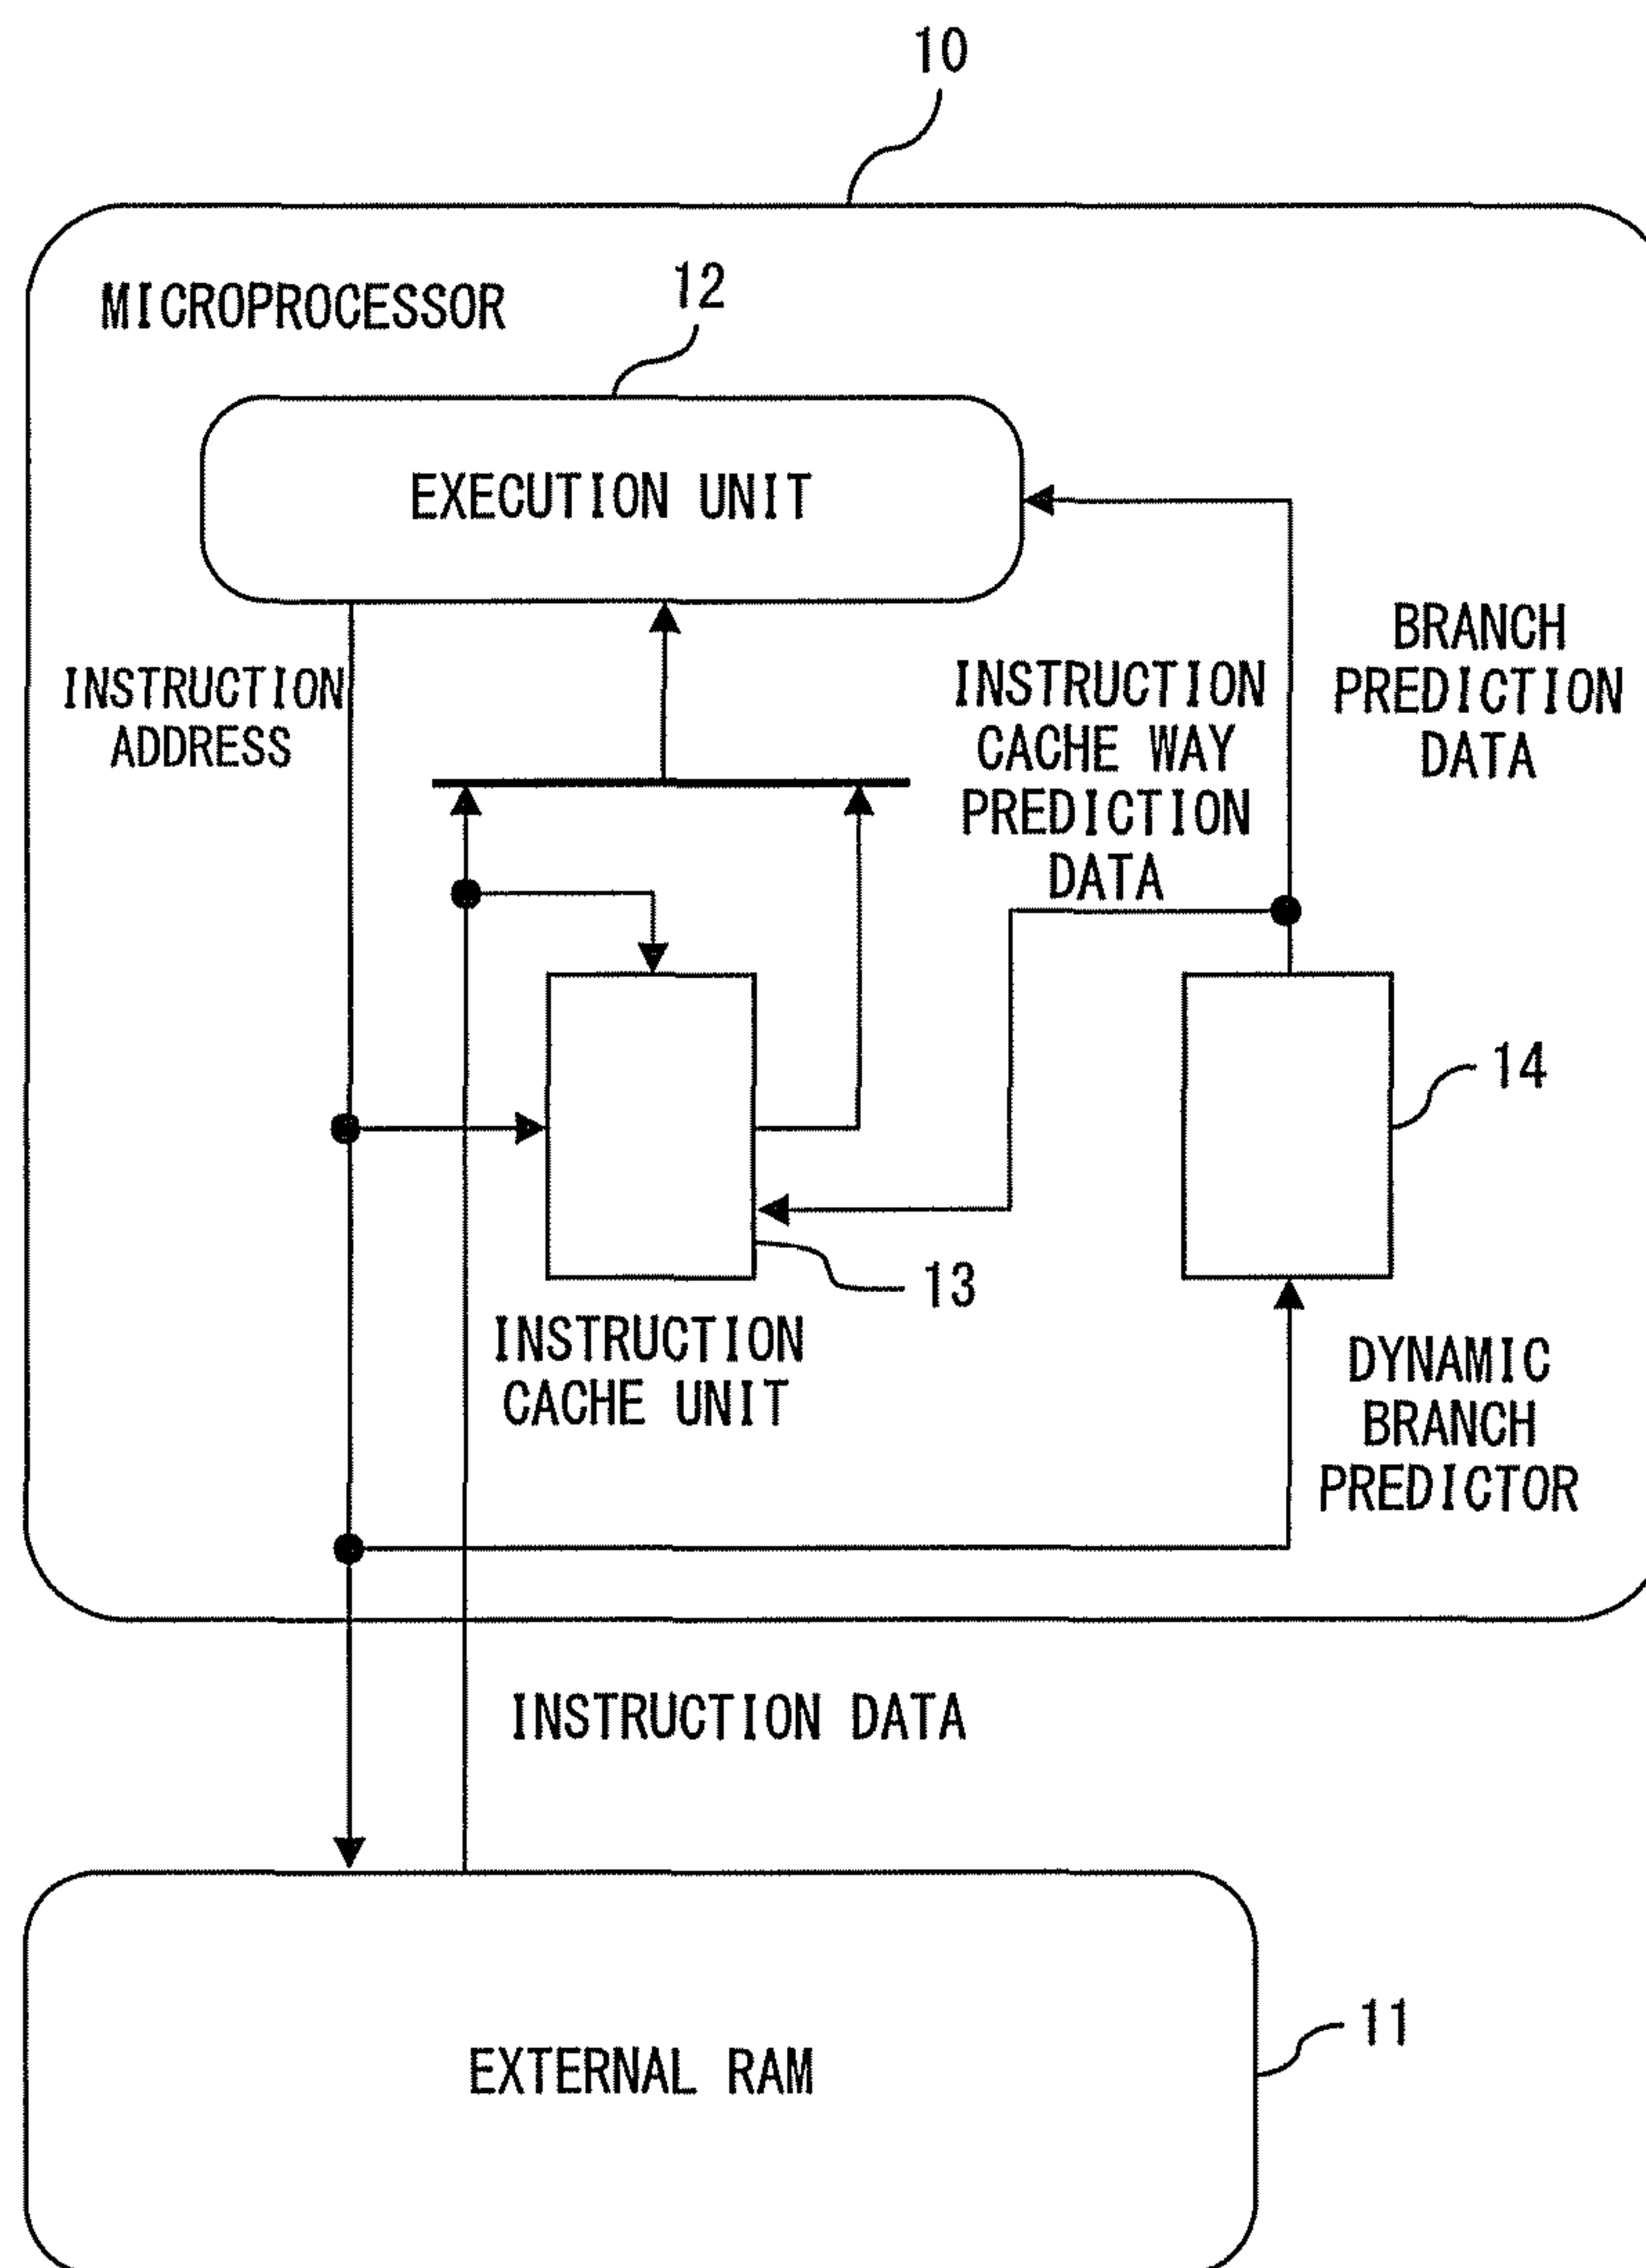 10
MICROPROCESSOR
12
EXECUTION UNIT
INSTRUCTION
ADDRESS
INSTRUCTION
CACHE WAY
PREDICTION
DATA
BRANCH
PREDICTION
DATA
14
13
INSTRUCTION
CACHE UNIT
DYNAMIC
BRANCH
PREDICTOR
INSTRUCTION DATA
EXTERNAL RAM
11